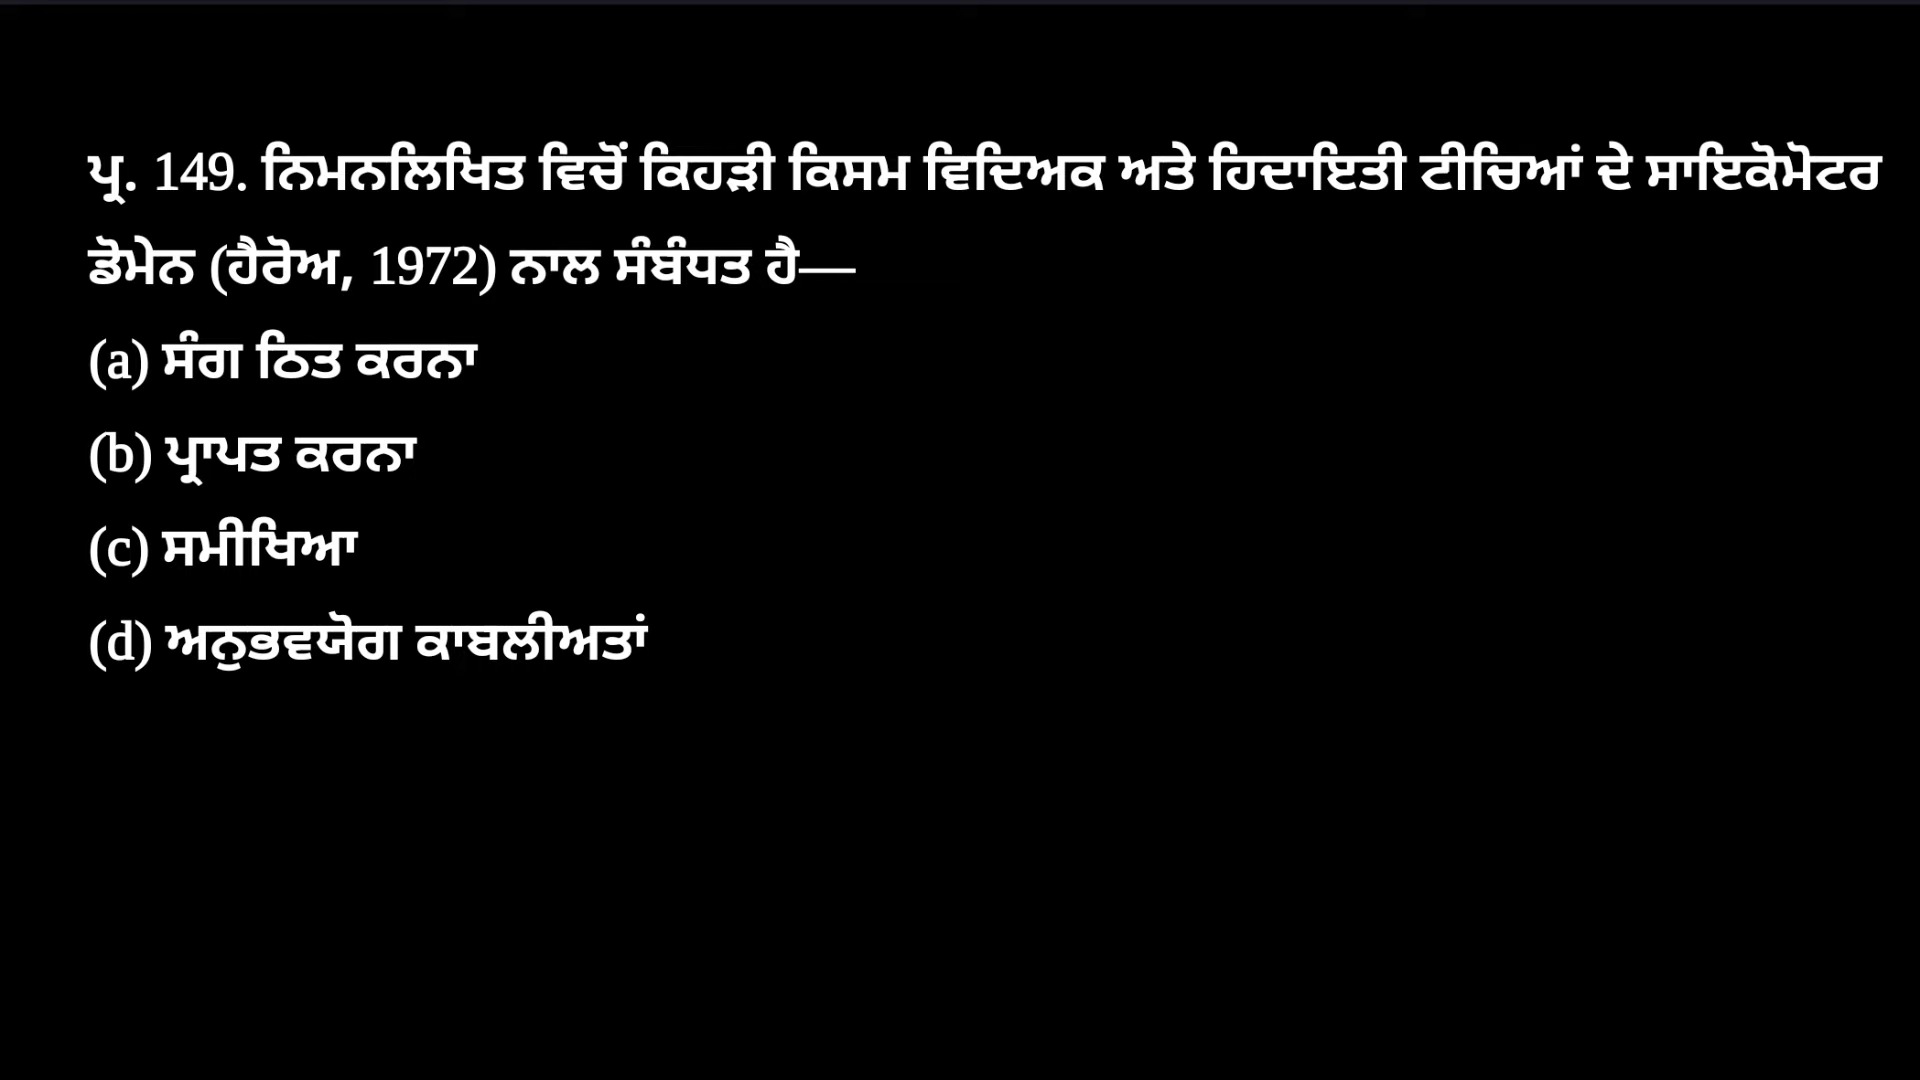 ਪ੍ਰ. 149. ਨਿਮਨਲਿਖਿਤ ਵਿਚੋਂ ਕਿਹੜੀ ਕਿਸਮ ਵਿਦਿਅਕ ਅਤੇ ਹਿਦਾਇਤੀ ਟੀਚਿਆਂ ਦੇ ਸਾਇਕੋਮੋਟਰ
ਡੋਮੇਨ (ਹੈਰੋਅ, 1972) ਨਾਲ ਸੰਬੰਧਤ ਹੈ—
(a) ਸੰਗ ਠਿਤ ਕਰਨਾ
(b) ਪ੍ਰਾਪਤ ਕਰਨਾ
(c) ਸਮੀਖਿਆ
(d) ਅਨੁਭਵਯੋਗ ਕਾਬਲੀਅਤਾਂ